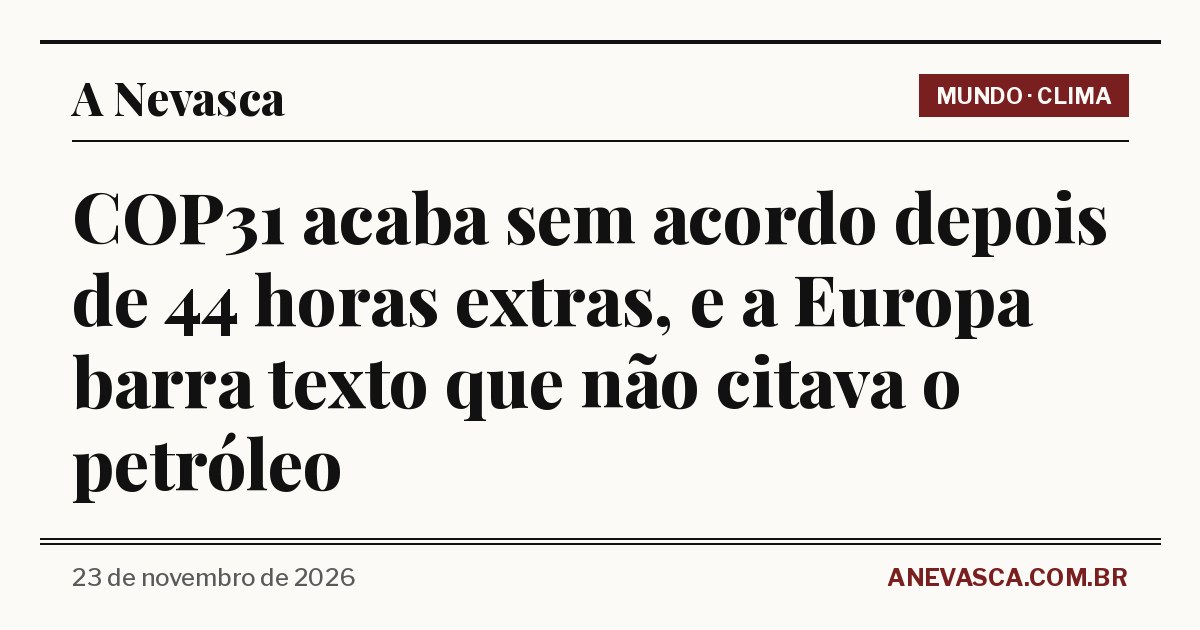 A Nevasca
MUNDO · CLIMA
COP31 acaba sem acordo depois
de 44 horas extras, e a Europa
barra texto que não citava o
petróleo
23 de novembro de 2026
ANEVASCA.COM.BR